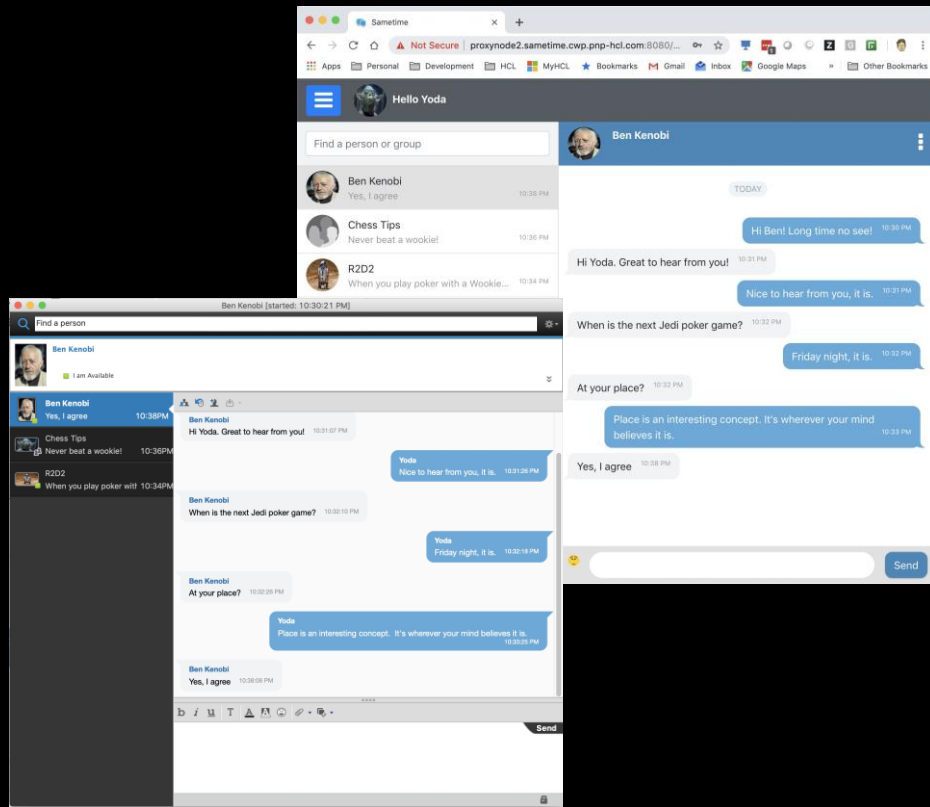 Sametime
Not Secure | proxynode2.sametime.cwp.pnp-hcl.com:8080/...
Apps Personal Development HCL MyHCL Bookmarks Gmail Inbox Google Maps » Other Bookmarks
Hello Yoda
Find a person or group
Ben Kenobi
Yes, I agree 10:38 PM
Chess Tips
Never beat a wookie! 10:36 PM
R2D2
When you play poker with a Wookie... 10:34 PM
Ben Kenobi
TODAY
Hi Ben! Long time no see! 10:30 PM
Hi Yoda. Great to hear from you! 10:31 PM
Nice to hear from you, it is. 10:31 PM
When is the next Jedi poker game? 10:32 PM
Friday night, it is. 10:32 PM
At your place? 10:32 PM
Place is an interesting concept. It's wherever your mind
believes it is. 10:33 PM
Yes, I agree 10:38 PM
Send
Ben Kenobi [started: 10:30:21 PM]
Find a person
Ben Kenobi
I am Available
Ben Kenobi
Yes, I agree 10:38PM
Chess Tips
Never beat a wookie! 10:36PM
R2D2
When you play poker wit 10:34PM
Ben Kenobi
Hi Yoda. Great to hear from you! 10:31:07 PM
Yoda
Nice to hear from you, it is. 10:31:26 PM
Ben Kenobi
When is the next Jedi poker game? 10:32:10 PM
Yoda
Friday night, it is. 10:32:18 PM
Ben Kenobi
At your place? 10:32:26 PM
Yoda
Place is an interesting concept. It's wherever your mind believes it is.
10:33:25 PM
Ben Kenobi
Yes, I agree 10:38:08 PM
b i u T A A
Send